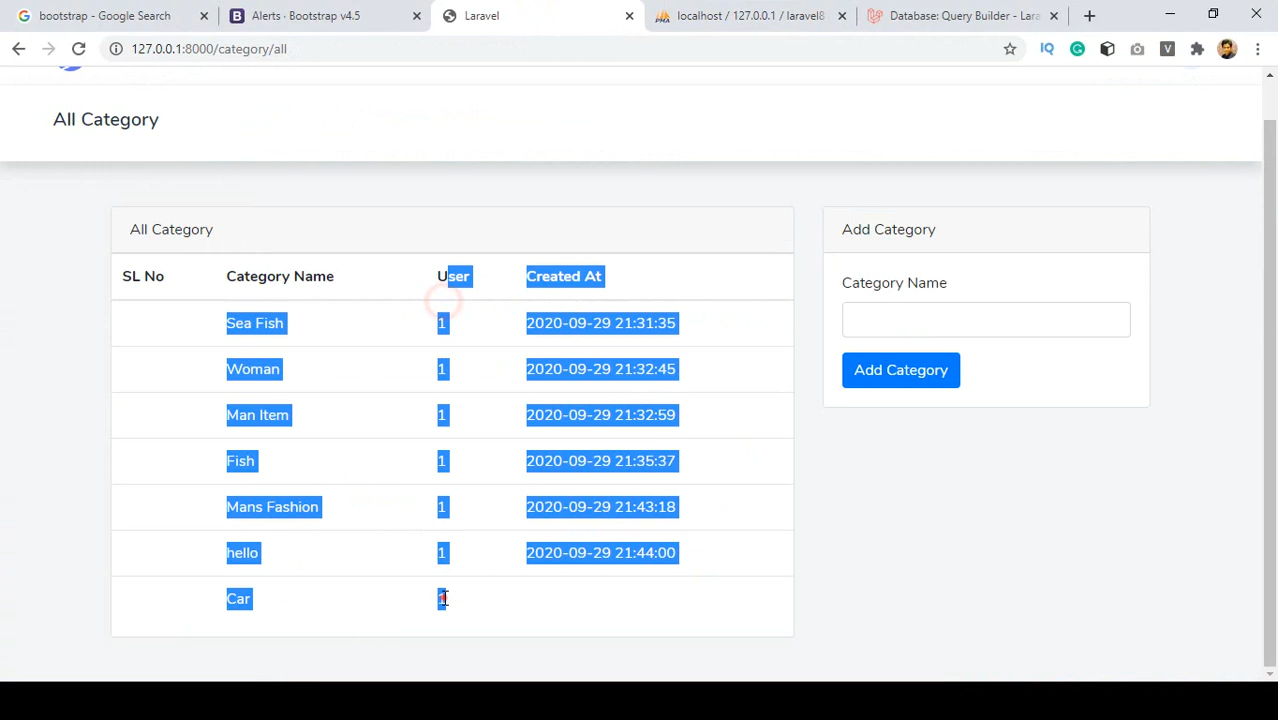 bootstrap - Google Search
Alerts · Bootstrap v4.5
Laravel
localhost / 127.0.0.1 / laravel8
Database: Query Builder - Lara
127.0.0.1:8000/category/all
All Category
All Category
SL No Category Name User Created At
Sea Fish 1 2020-09-29 21:31:35
Woman 1 2020-09-29 21:32:45
Man Item 1 2020-09-29 21:32:59
Fish 1 2020-09-29 21:35:37
Mans Fashion 1 2020-09-29 21:43:18
hello 1 2020-09-29 21:44:00
Car 1
Add Category
Category Name
Add Category